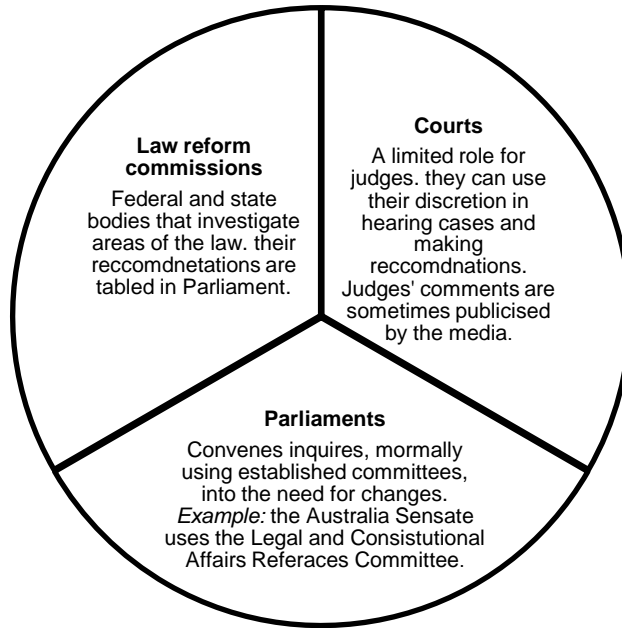 Law reform
commissions
Federal and state
bodies that investigate
areas of the law. their
reccomdnetations are
tabled in Parliament.
Courts
A limited role for
judges. they can use
their discretion in
hearing cases and
making
reccomdnations.
Judges' comments are
sometimes publicised
by the media.
Parliaments
Convenes inquires, mormally
using established committees,
into the need for changes.
Example: the Australia Sensate
uses the Legal and Consistutional
Affairs Referaces Committee.